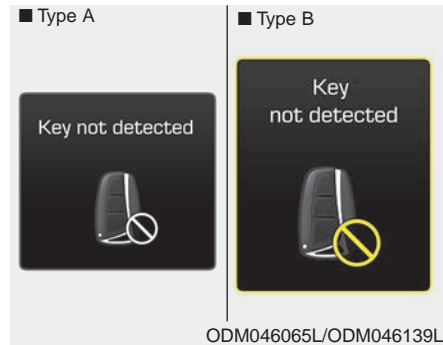 ■ Type A
Key not detected
■ Type B
Key
not detected
ODM046065L/ODM046139L